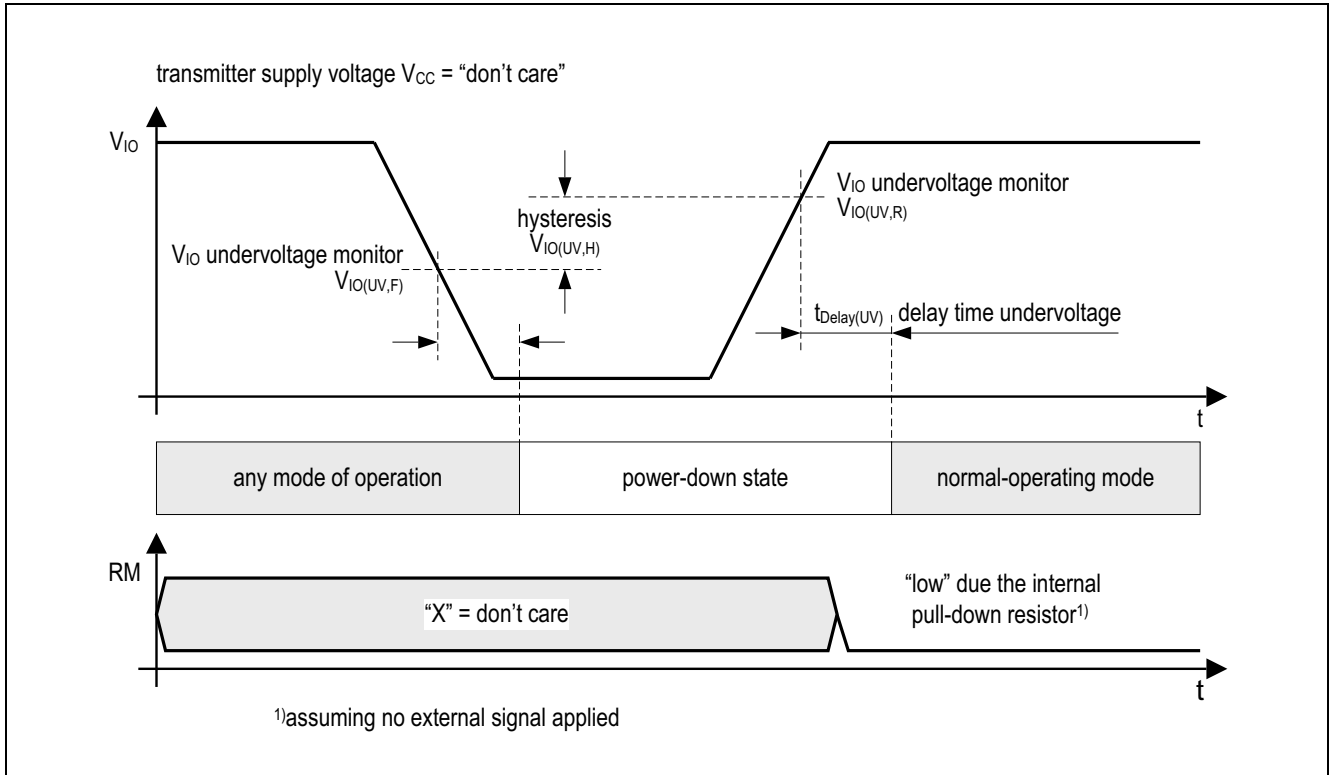 transmitter supply voltage VCC = “don’t care”
VIO
VIO undervoltage monitor
VIO(UV,R)
hysteresis
VIO(UV,H)
VIO undervoltage monitor
VIO(UV,F)
tDelay(UV) delay time undervoltage
t
any mode of operation
power-down state
normal-operating mode
RM
“X” = don’t care
“low” due the internal
pull-down resistor1)
t
1)assuming no external signal applied